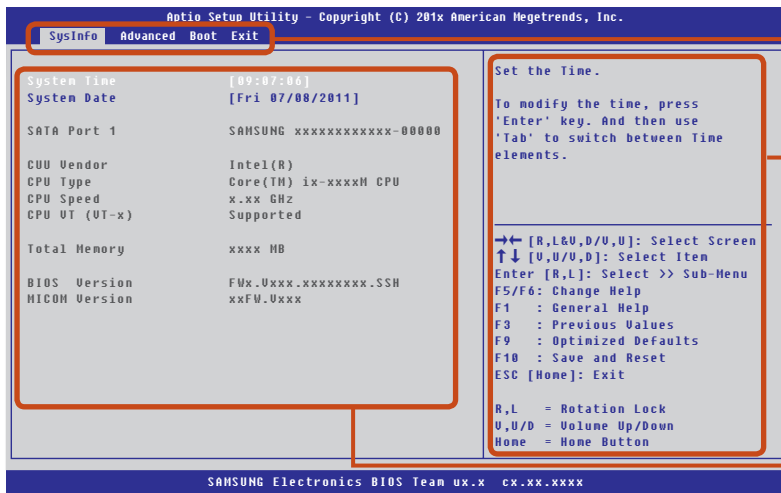 Aptio Setup Utility - Copyright (C) 201x American Megetrends, Inc.
SysInfo Advanced Boot Exit
System Time [09:07:06]
System Date [Fri 07/08/2011]
SATA Port 1 SAMSUNG xxxxxxxxxxxx-00000
CUU Vendor Intel(R)
CPU Type Core(TM) ix-xxxxM CPU
CPU Speed x.xx GHz
CPU VT (VT-x) Supported
Total Memory xxxx MB
BIOS Version FWx.Vxxx.xxxxxxxx.SSH
MICOM Version xxFW.Vxxx
Set the Time.
To modify the time, press
'Enter' key. And then use
'Tab' to switch between Time
elements.
→← [R,L&V,D/V,U]: Select Screen
↑↓ [V,U/V,D]: Select Item
Enter [R,L]: Select >> Sub-Menu
F5/F6: Change Help
F1 : General Help
F3 : Previous Values
F9 : Optimized Defaults
F10 : Save and Reset
ESC [Home]: Exit
R,L = Rotation Lock
V,U/D = Volume Up/Down
Home = Home Button
SAMSUNG Electronics BIOS Team ux.x cx.xx.xxxx